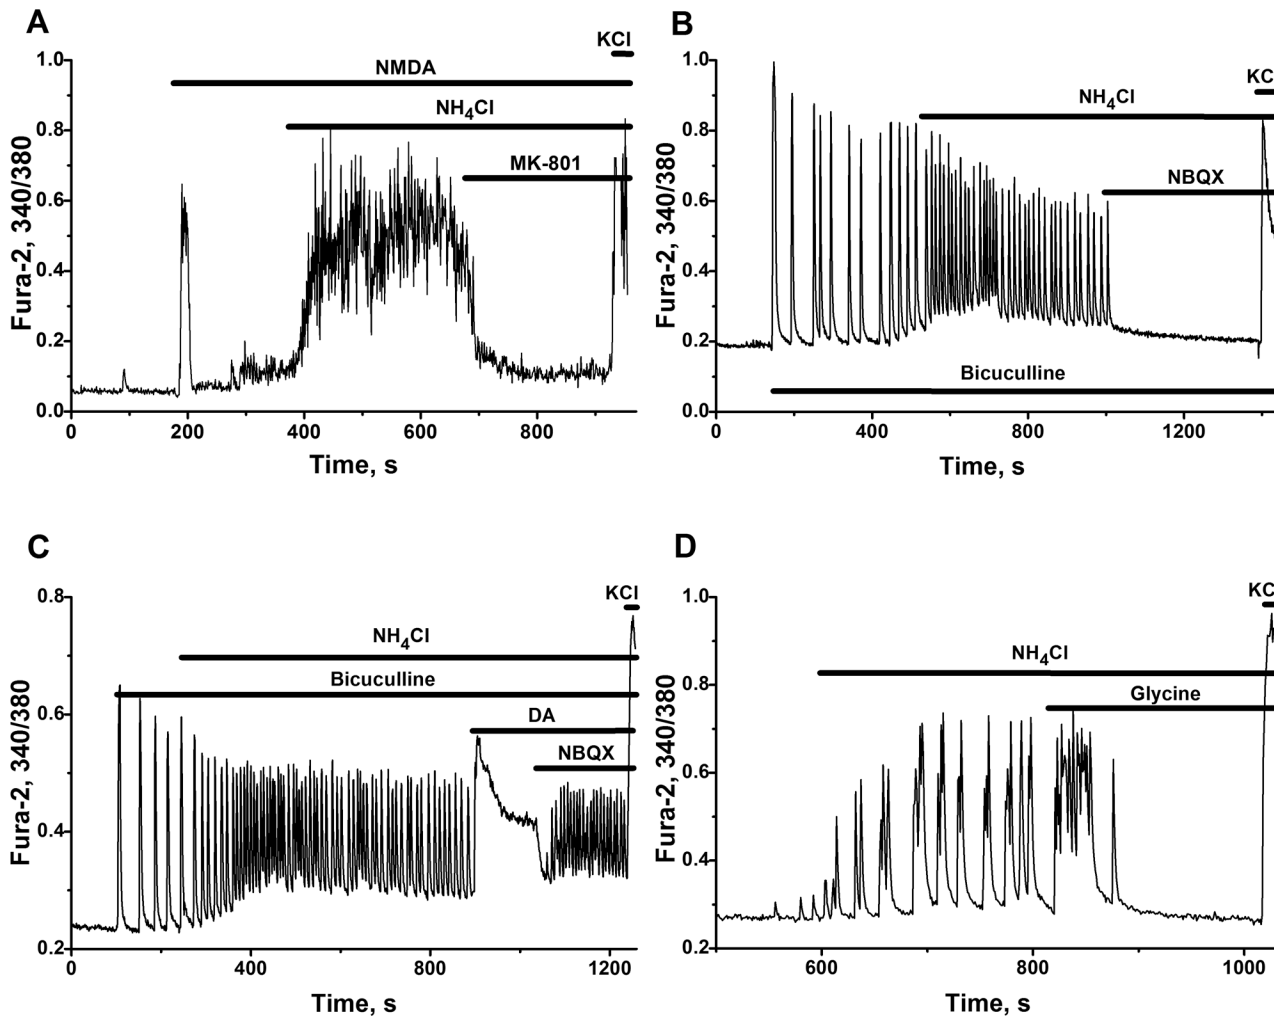 A
KCl
NMDA
NH4Cl
MK-801
Fura-2, 340/380
1.0
0.8
0.6
0.4
0.2
0.0
0 200 400 600 800
Time, s
B
KC
NH4Cl
NBQX
Bicuculline
Fura-2, 340/380
1.0
0.8
0.6
0.4
0.2
0.0
0 400 800 1200
Time, s
C
KCl
NH4Cl
Bicuculline
DA
NBQX
Fura-2, 340/380
0.8
0.6
0.4
0.2
0 400 800 1200
Time, s
D
KC
NH4Cl
Glycine
Fura-2, 340/380
1.0
0.8
0.6
0.4
0.2
600 800 1000
Time, s